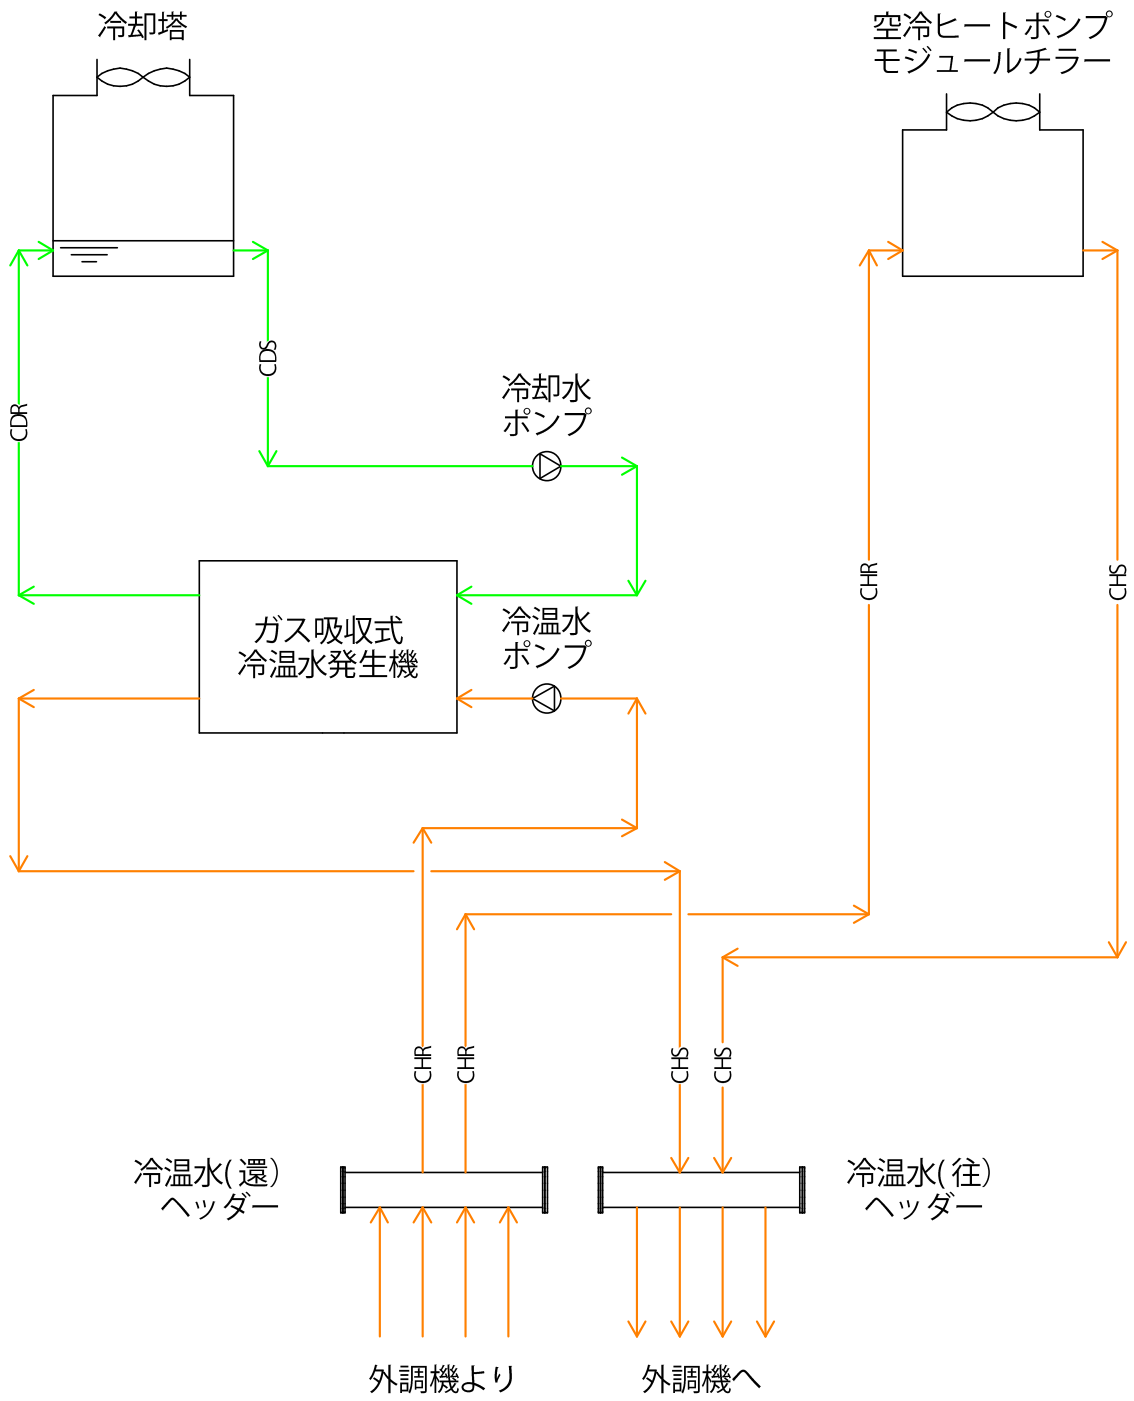 冷却塔
空冷ヒートポンプ
モジュールチラー
CDS
CDR
冷却水
ポンプ
ガス吸収式
冷温水発生機
冷温水
ポンプ
CHR
CHS
CHR
CHR
CHS
CHS
冷温水(還)
ヘッダー
冷温水(往)
ヘッダー
外調機より
外調機へ